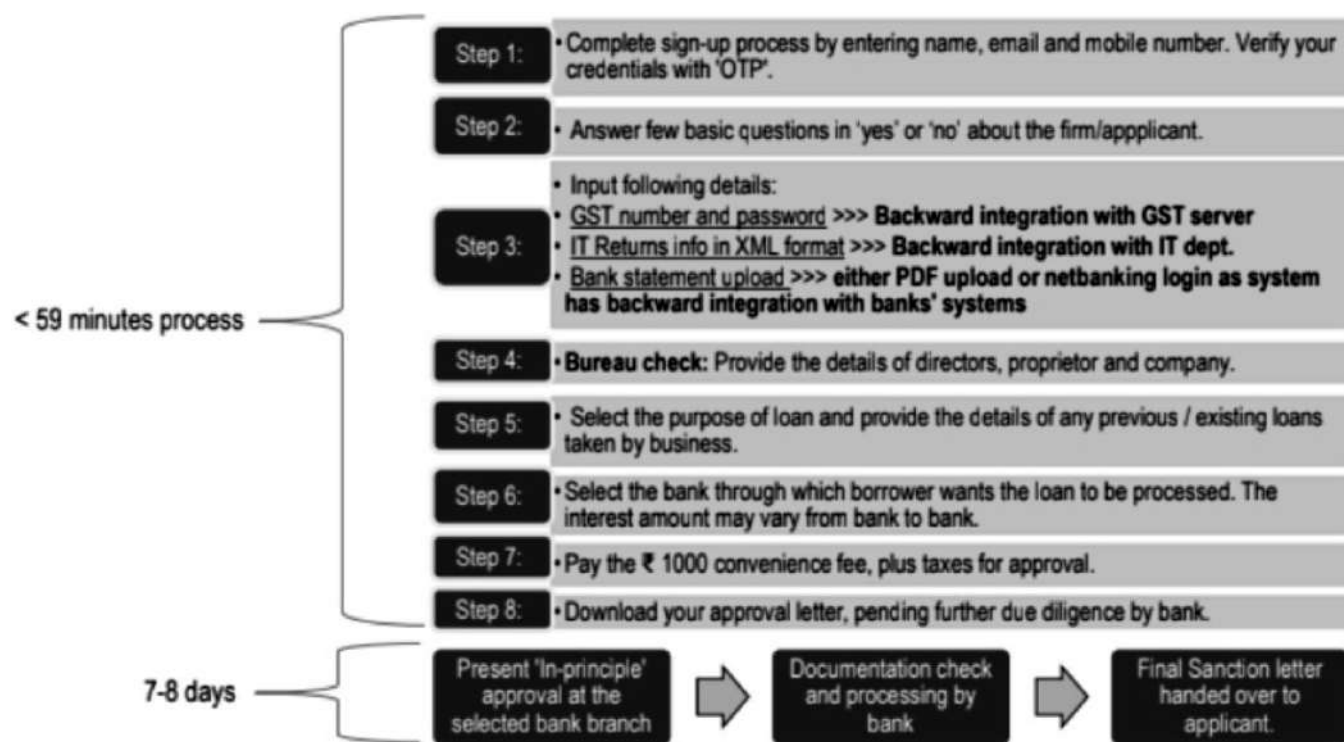 Step 1:
• Complete sign-up process by entering name, email and mobile number. Verify your
credentials with 'OTP'.
Step 2:
• Answer few basic questions in 'yes' or 'no' about the firm/appplicant.
Step 3:
• Input following details:
• GST number and password >>> Backward integration with GST server
• IT Returns info in XML format >>> Backward integration with IT dept.
• Bank statement upload >>> either PDF upload or netbanking login as system
has backward integration with banks' systems
< 59 minutes process
Step 4:
• Bureau check: Provide the details of directors, proprietor and company.
Step 5:
• Select the purpose of loan and provide the details of any previous / existing loans
taken by business.
Step 6:
• Select the bank through which borrower wants the loan to be processed. The
interest amount may vary from bank to bank.
Step 7:
• Pay the ₹ 1000 convenience fee, plus taxes for approval.
Step 8:
• Download your approval letter, pending further due diligence by bank.
7-8 days
Present 'In-principle'
approval at the
selected bank branch
Documentation check
and processing by
bank
Final Sanction letter
handed over to
applicant.